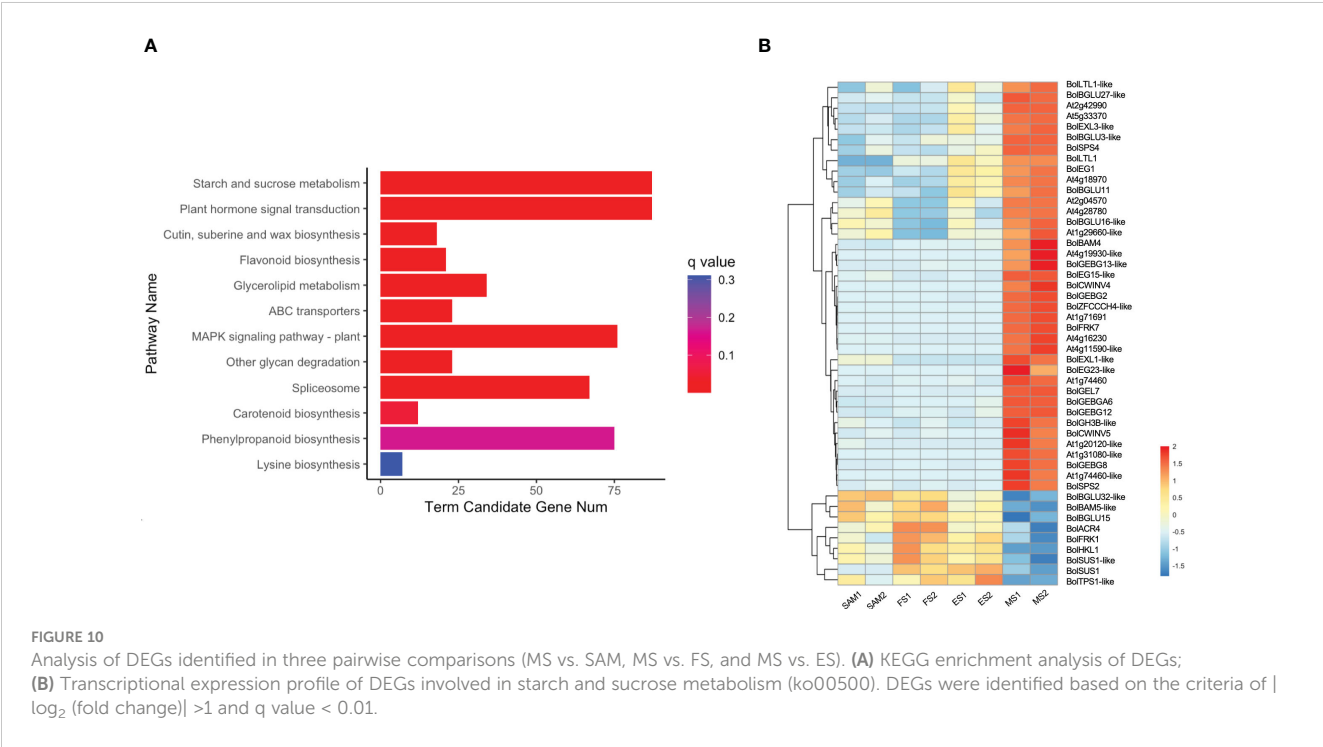 A
Pathway Name
Starch and sucrose metabolism
Plant hormone signal transduction
Cutin, suberine and wax biosynthesis
Flavonoid biosynthesis
Glycerolipid metabolism
ABC transporters
MAPK signaling pathway - plant
Other glycan degradation
Spliceosome
Carotenoid biosynthesis
Phenylpropanoid biosynthesis
Lysine biosynthesis
0 25 50 75
Term Candidate Gene Num
q value
0.3
0.2
0.1
B
BolLTL1-like
BolBGLU27-like
At2g42990
At5g33370
BolEXL3-like
BolBGLU3-like
BolSPS4
BolLTL1
BolEG1
At4g18970
BolBGLU11
At2g04570
At4g28780
BolBGLU16-like
At1g29660-like
BolBAM4
At4g19930-like
BolGEBG13-like
BolEG15-like
BolCWINV4
BolGEBG2
BolZFCCCH4-like
At1g71691
BolFRK7
At4g16230
At4g11590-like
BolEXL1-like
BolEG23-like
At1g74460
BolGEL7
BolGEBGA6
BolGEBG12
BolGH3B-like
BolCWINV5
At1g20120-like
At1g31080-like
BolGEBG8
At1g74460-like
BolSPS2
BolBGLU32-like
BolBAM5-like
BolBGLU15
BolACR4
BolFRK1
BolHKL1
BolSUS1-like
BolSUS1
BolTPS1-like
SAM1 SAM2 FS1 FS2 ES1 ES2 MS1 MS2
2
1.5
1
0.5
0
-0.5
-1
-1.5
FIGURE 10
Analysis of DEGs identified in three pairwise comparisons (MS vs. SAM, MS vs. FS, and MS vs. ES). (A) KEGG enrichment analysis of DEGs;
(B) Transcriptional expression profile of DEGs involved in starch and sucrose metabolism (ko00500). DEGs were identified based on the criteria of |
log₂ (fold change)| >1 and q value < 0.01.